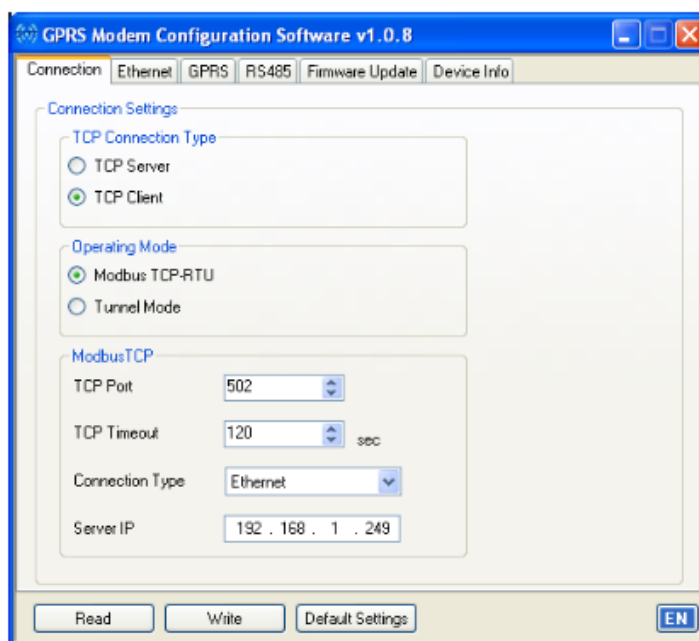 GPRS Modem Configuration Software v1.0.8
Connection Ethernet GPRS RS485 Firmware Update Device Info
Connection Settings
TCP Connection Type
TCP Server
TCP Client
Operating Mode
Modbus TCP-RTU
Tunnel Mode
ModbusTCP
TCP Port 502
TCP Timeout 120 sec
Connection Type Ethernet
Server IP 192 . 168 . 1 . 249
Read Write Default Settings EN